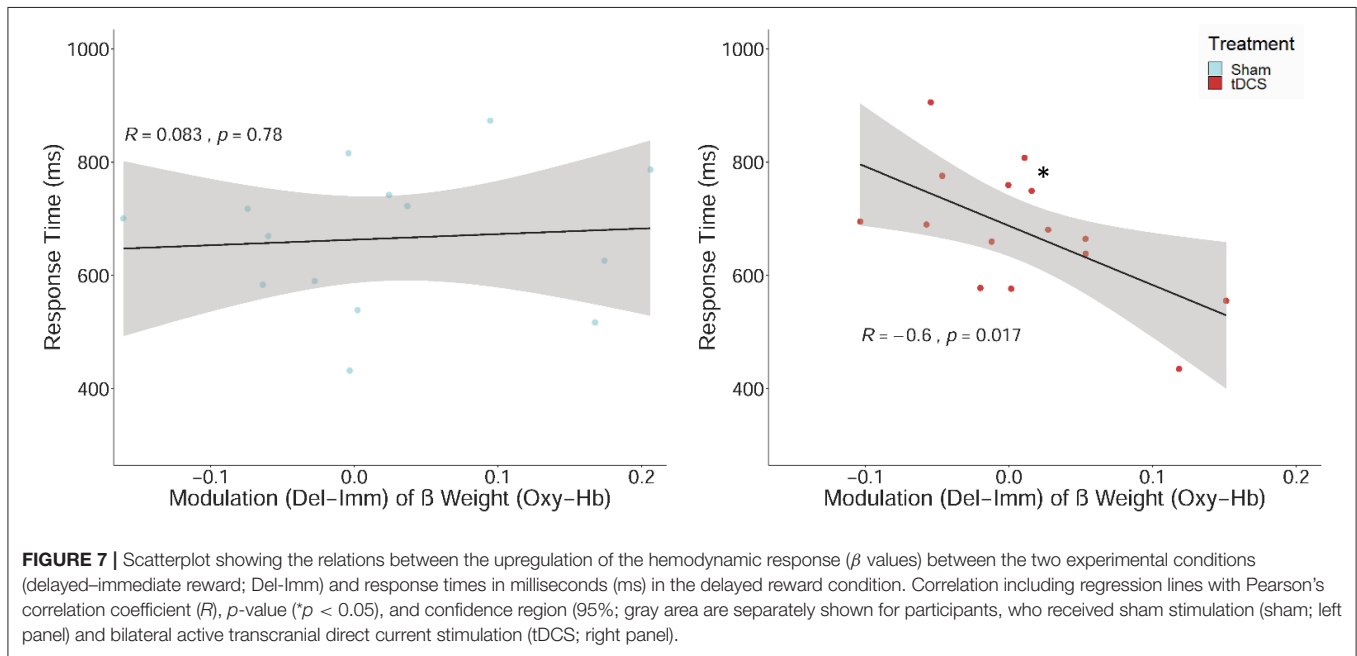 1000
800
600
400
Response Time (ms)
R = 0.083 , p = 0.78
−0.1
0.0
0.1
0.2
Modulation (Del−Imm) of ß Weight (Oxy−Hb)
1000
800
600
400
Response Time (ms)
Treatment
Sham
tDCS
*
R = −0.6 , p = 0.017
−0.1
0.0
0.1
0.2
Modulation (Del−Imm) of ß Weight (Oxy−Hb)
FIGURE 7 | Scatterplot showing the relations between the upregulation of the hemodynamic response (β values) between the two experimental conditions
(delayed–immediate reward; Del-Imm) and response times in milliseconds (ms) in the delayed reward condition. Correlation including regression lines with Pearson's
correlation coefficient (R), p-value (*p < 0.05), and confidence region (95%; gray area are separately shown for participants, who received sham stimulation (sham; left
panel) and bilateral active transcranial direct current stimulation (tDCS; right panel).